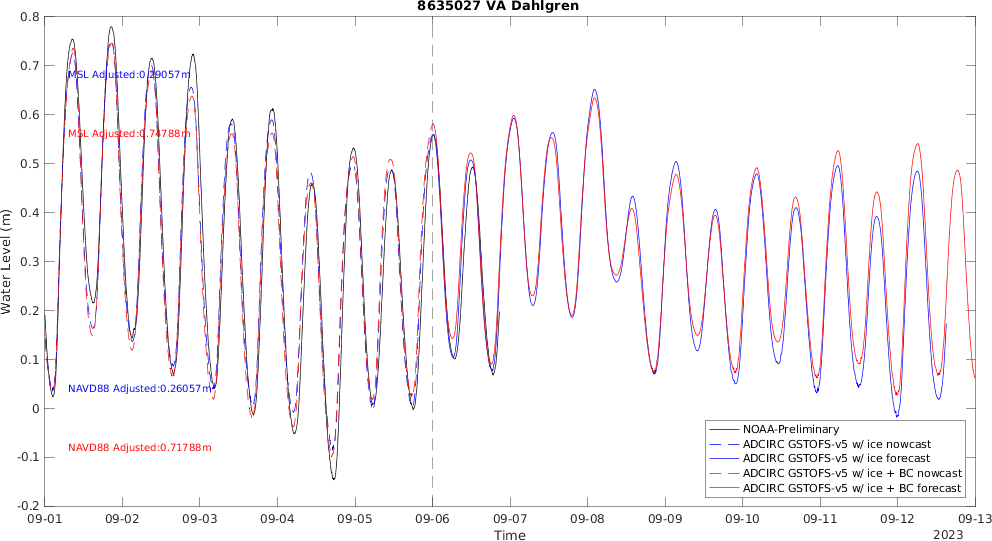 8635027 VA Dahlgren
Water Level (m)
0.8
0.7
0.6
0.5
0.4
0.3
0.2
0.1
0
-0.1
-0.2
MSL Adjusted:0.29057m
MSL Adjusted:0.74788m
NAVD88 Adjusted:0.26057m
NAVD88 Adjusted:0.71788m
NOAA-Preliminary
ADCIRC GSTOFS-v5 w/ ice nowcast
ADCIRC GSTOFS-v5 w/ ice forecast
ADCIRC GSTOFS-v5 w/ ice + BC nowcast
ADCIRC GSTOFS-v5 w/ ice + BC forecast
09-01 09-02 09-03 09-04 09-05 09-06 09-07 09-08 09-09 09-10 09-11 09-12 09-13
2023
Time